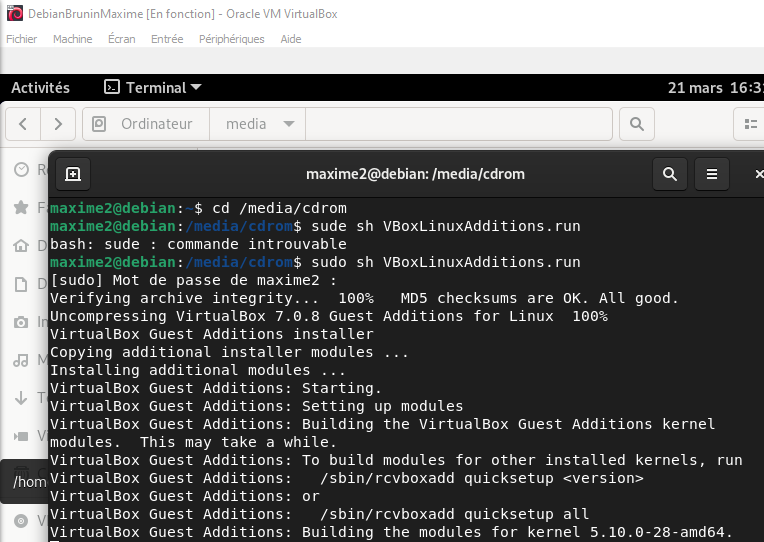 DebianBruninMaxime [En fonction] - Oracle VM VirtualBox
Fichier Machine Écran Entrée Périphériques Aide
Activités Terminal 21 mars 16:3
Ordinateur media
maxime2@debian: /media/cdrom
maxime2@debian:~$ cd /media/cdrom
maxime2@debian:/media/cdrom$ sude sh VBoxLinuxAdditions.run
bash: sude : commande introuvable
maxime2@debian:/media/cdrom$ sudo sh VBoxLinuxAdditions.run
[sudo] Mot de passe de maxime2 :
Verifying archive integrity... 100% MD5 checksums are OK. All good.
Uncompressing VirtualBox 7.0.8 Guest Additions for Linux 100%
VirtualBox Guest Additions installer
Copying additional installer modules ...
Installing additional modules ...
VirtualBox Guest Additions: Starting.
VirtualBox Guest Additions: Setting up modules
VirtualBox Guest Additions: Building the VirtualBox Guest Additions kernel
modules. This may take a while.
VirtualBox Guest Additions: To build modules for other installed kernels, run
VirtualBox Guest Additions: /sbin/rcvboxadd quicksetup <version>
VirtualBox Guest Additions: or
/hom
VirtualBox Guest Additions: /sbin/rcvboxadd quicksetup all
VirtualBox Guest Additions: Building the modules for kernel 5.10.0-28-amd64.